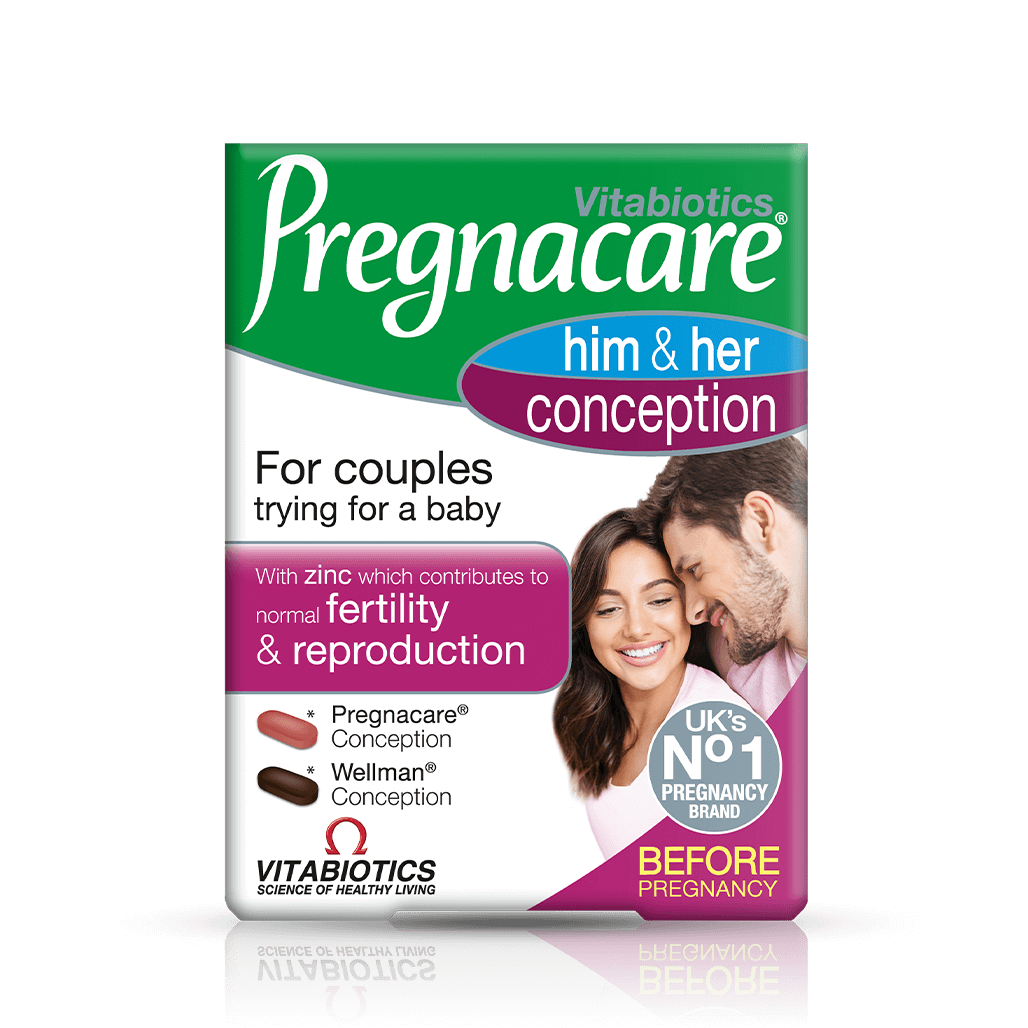 Vitabiotics
Pregnacare®
him & her
conception
For couples
trying for a baby
With zinc which contributes to
normal fertility
& reproduction
* Pregnacare®
Conception
* Wellman®
Conception
VITABIOTICS
SCIENCE OF HEALTHY LIVING
UK's
Nº1
PREGNANCY
BRAND
BEFORE
PREGNANCY